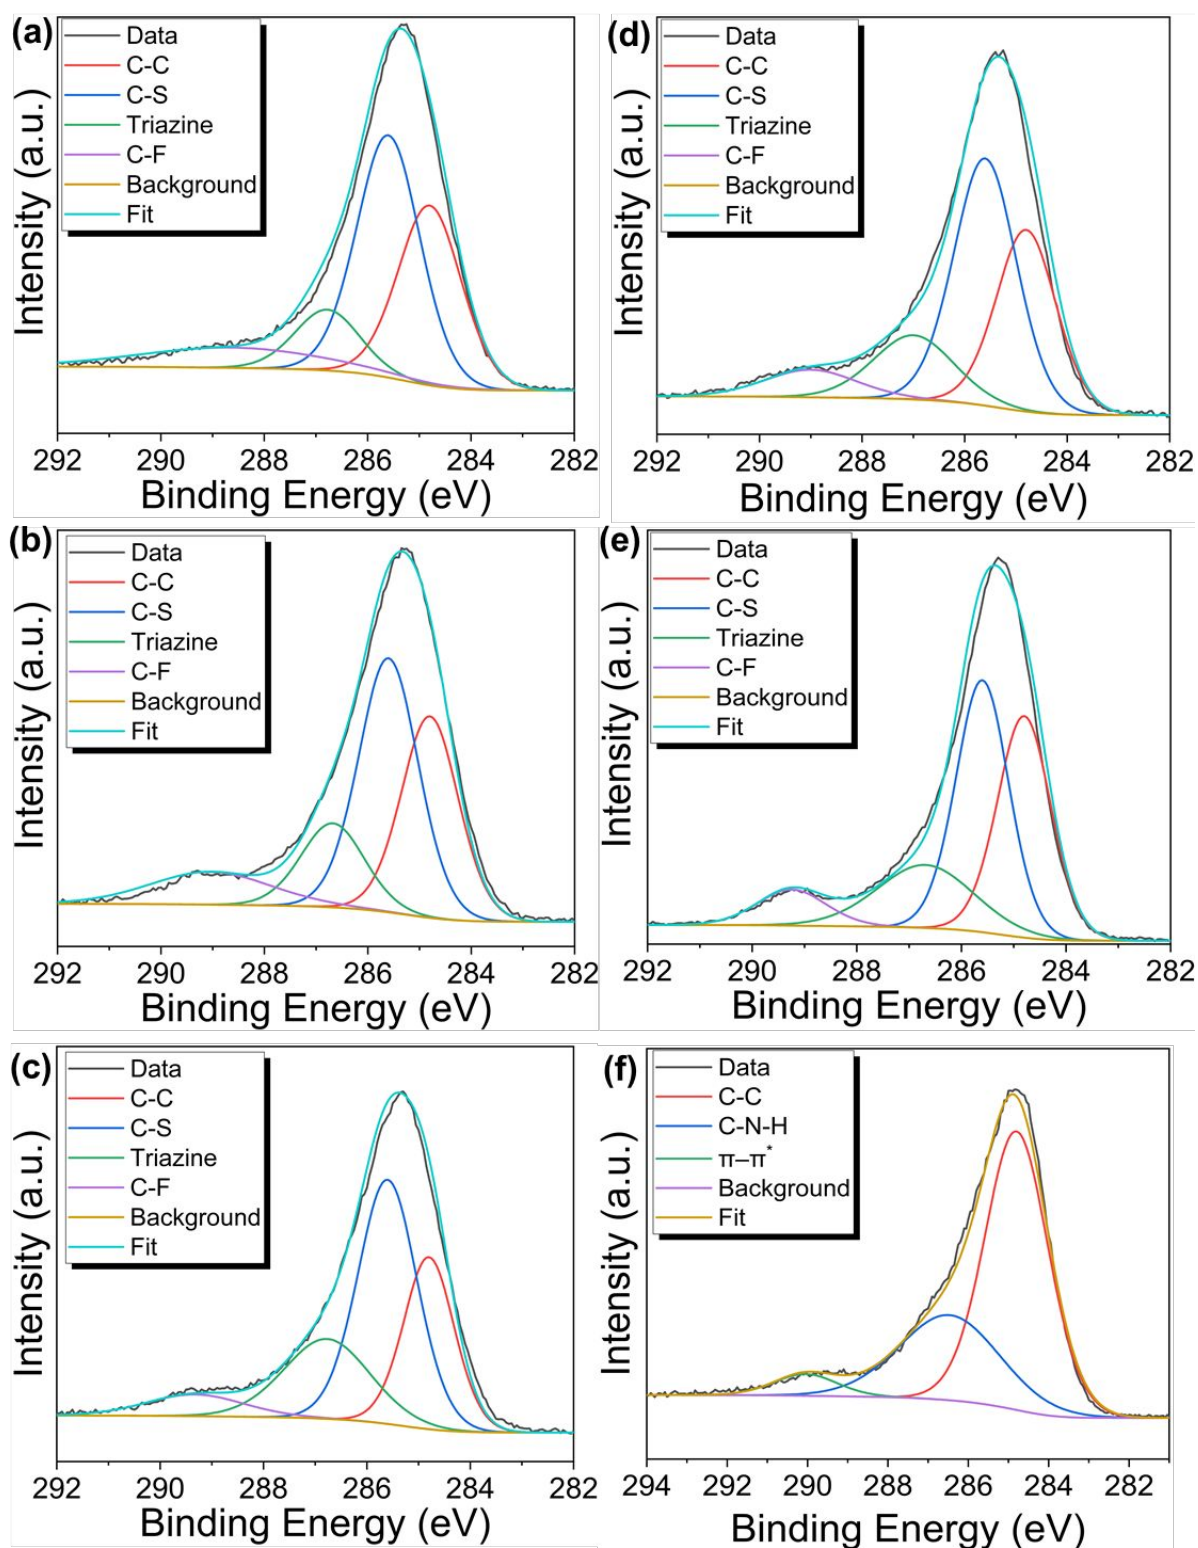 (a)
Data
C-C
C-S
Triazine
C-F
Background
Fit
Intensity (a.u.)
292 290 288 286 284 282
Binding Energy (eV)
(d)
Data
C-C
C-S
Triazine
C-F
Background
Fit
Intensity (a.u.)
292 290 288 286 284 282
Binding Energy (eV)
(b)
Data
C-C
C-S
Triazine
C-F
Background
Fit
Intensity (a.u.)
292 290 288 286 284 282
Binding Energy (eV)
(e)
Data
C-C
C-S
Triazine
C-F
Background
Fit
Intensity (a.u.)
292 290 288 286 284 282
Binding Energy (eV)
(c)
Data
C-C
C-S
Triazine
C-F
Background
Fit
Intensity (a.u.)
292 290 288 286 284 282
Binding Energy (eV)
(f)
Data
C-C
C-N-H
π–π*
Background
Fit
Intensity (a.u.)
294 292 290 288 286 284 282
Binding Energy (eV)